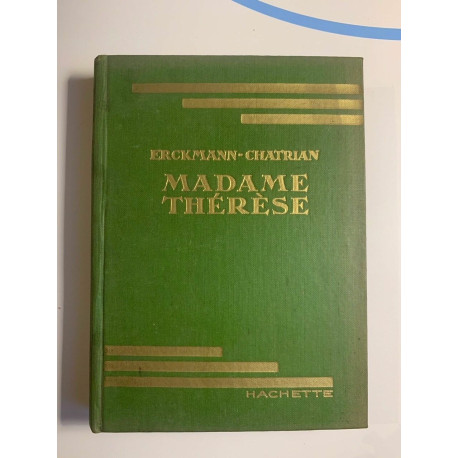 ERCKMANN-CHATRIAN
MADAME
THÉRÈSE
HACHETTE